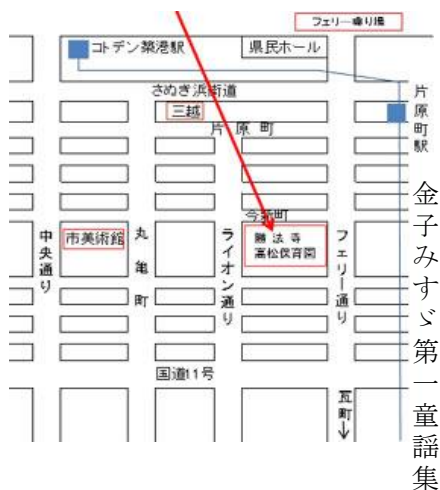 フェリー乗り場
コトデン築港駅
県民ホール
さぬき浜街道
三越
片原町
片原町駅
今新町
勝法寺
高松保育園
市美術館
中央通り
丸亀町
ライオン通り
フェリー通り
国道11号
瓦町
金子みすゞ第一童謡集